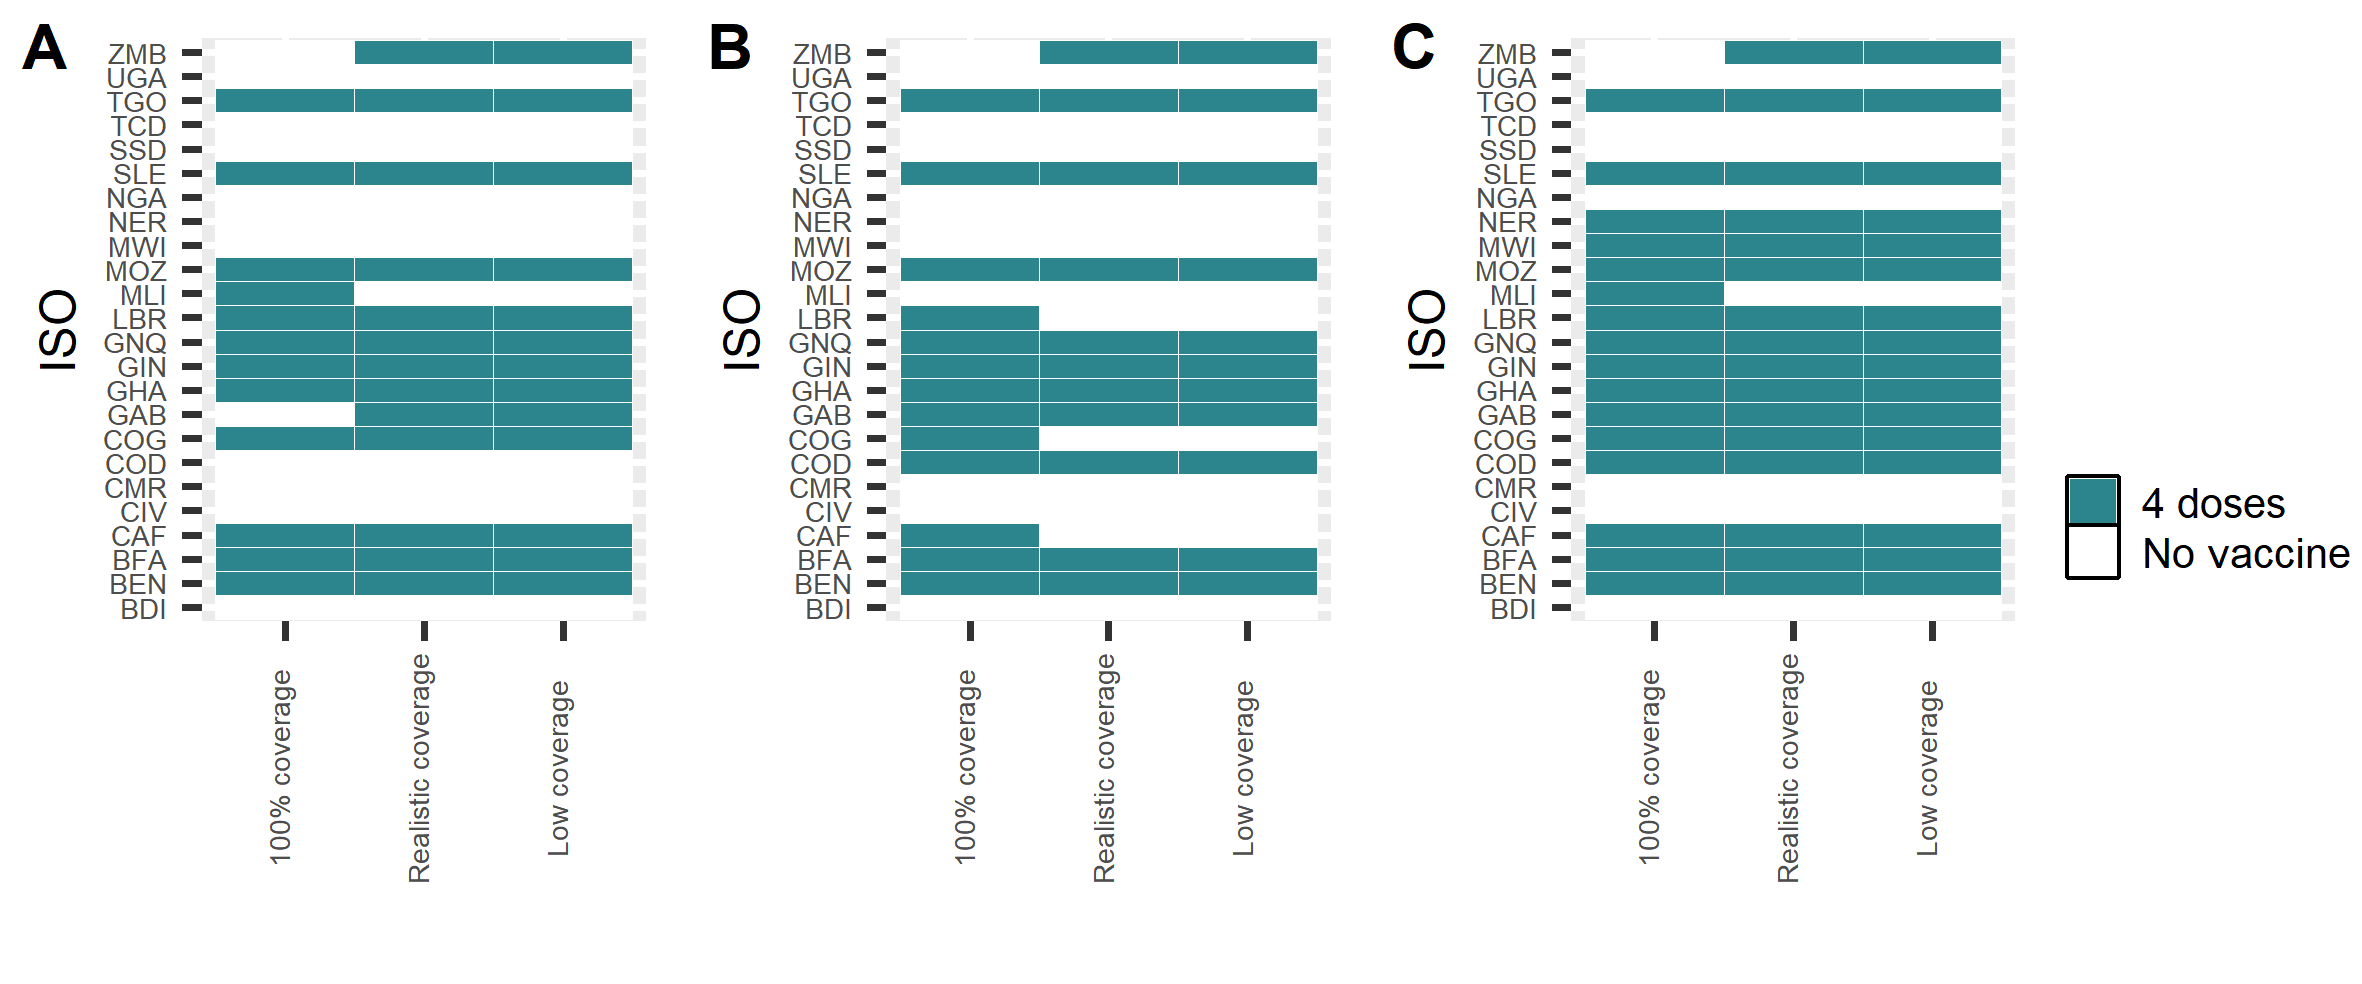 A
ZMB
UGA
TGO
TCD
SSD
SLE
NGA
NER
MWI
MOZ
MLI
LBR
GNQ
GIN
GHA
GAB
COG
COD
CMR
CIV
CAF
BFA
BEN
BDI
ISO
100% coverage
Realistic coverage
Low coverage
B
ZMB
UGA
TGO
TCD
SSD
SLE
NGA
NER
MWI
MOZ
MLI
LBR
GNQ
GIN
GHA
GAB
COG
COD
CMR
CIV
CAF
BFA
BEN
BDI
ISO
100% coverage
Realistic coverage
Low coverage
C
ZMB
UGA
TGO
TCD
SSD
SLE
NGA
NER
MWI
MOZ
MLI
LBR
GNQ
GIN
GHA
GAB
COG
COD
CMR
CIV
CAF
BFA
BEN
BDI
ISO
100% coverage
Realistic coverage
Low coverage
4 doses
No vaccine